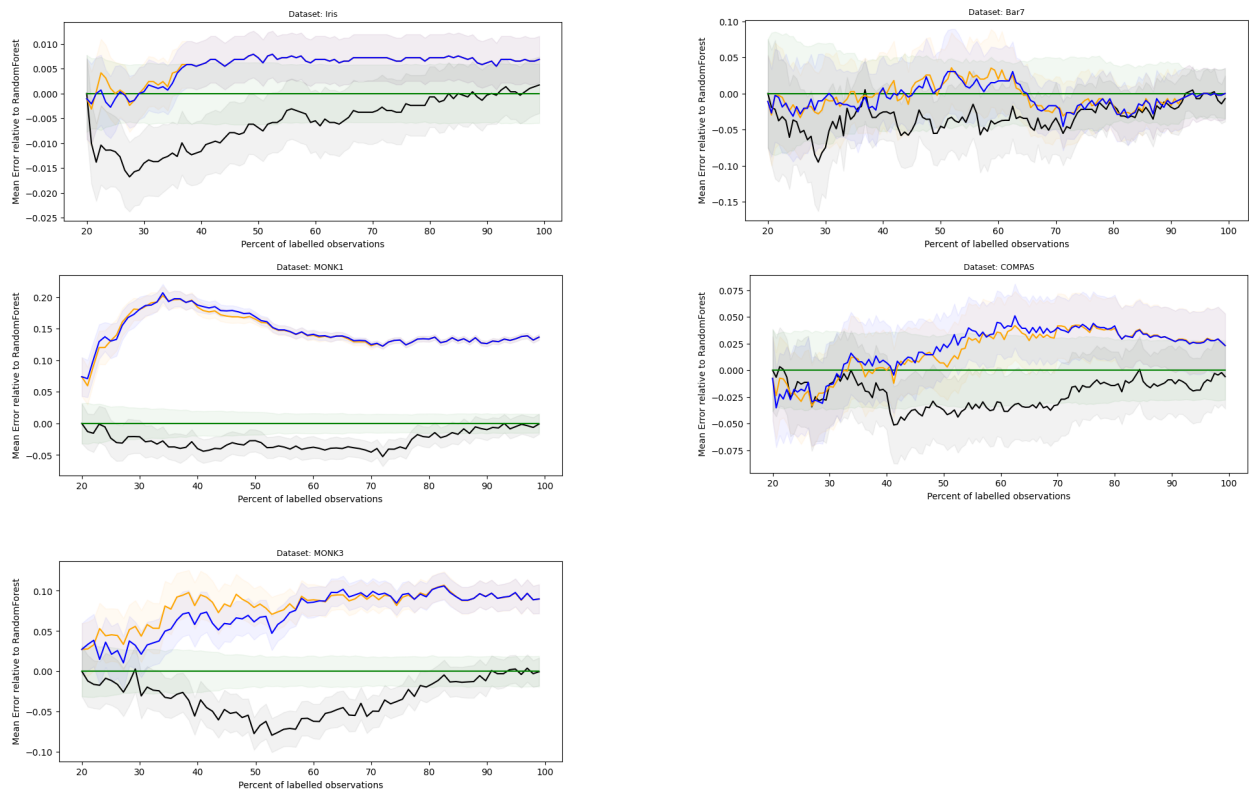 Dataset: Iris
Mean Error relative to RandomForest
0.010
0.005
0.000
−0.005
−0.010
−0.015
−0.020
−0.025
20 30 40 50 60 70 80 90 100
Percent of labelled observations
Dataset: Bar7
Mean Error relative to RandomForest
0.10
0.05
0.00
−0.05
−0.10
−0.15
20 30 40 50 60 70 80 90 100
Percent of labelled observations
Dataset: MONK1
Mean Error relative to RandomForest
0.20
0.15
0.10
0.05
0.00
−0.05
20 30 40 50 60 70 80 90 100
Percent of labelled observations
Dataset: COMPAS
Mean Error relative to RandomForest
0.075
0.050
0.025
0.000
−0.025
−0.050
−0.075
20 30 40 50 60 70 80 90 100
Percent of labelled observations
Dataset: MONK3
Mean Error relative to RandomForest
0.10
0.05
0.00
−0.05
−0.10
20 30 40 50 60 70 80 90 100
Percent of labelled observations